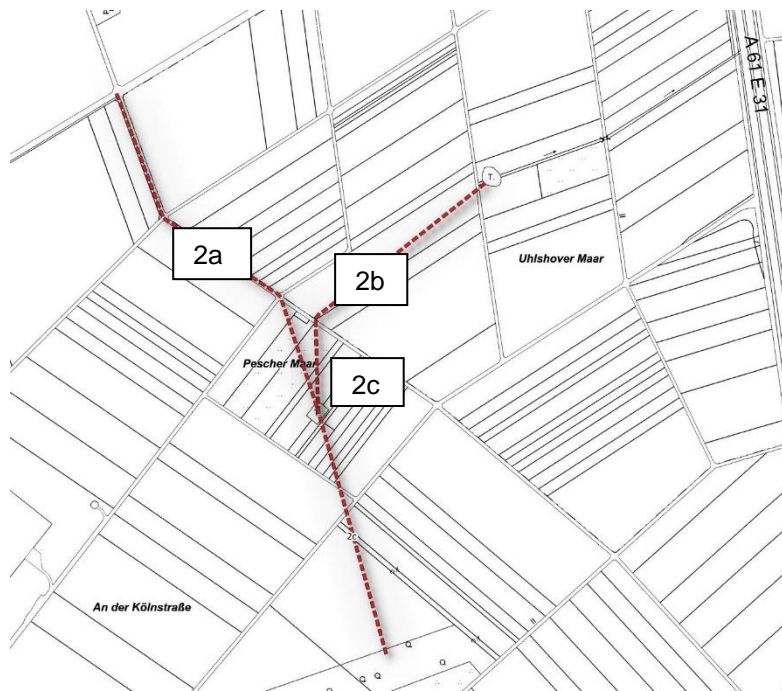 A 61 E 31
T.
2a
2b
Uhlshover Maar
Pescher Maar
2c
2c
An der Kölnstraße